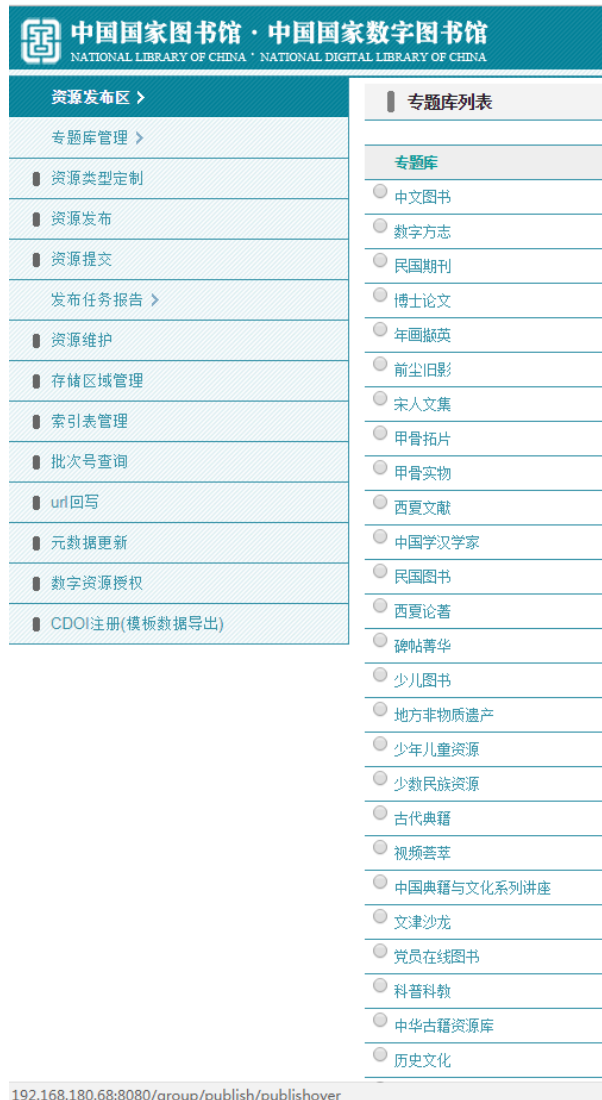 中国国家图书馆·中国国家数字图书馆
NATIONAL LIBRARY OF CHINA · NATIONAL DIGITAL LIBRARY OF CHINA
资源发布区 >
专题库管理 >
资源类型定制
资源发布
资源提交
发布任务报告 >
资源维护
存储区域管理
索引表管理
批次号查询
url回写
元数据更新
数字资源授权
CDOI注册(模板数据导出)
专题库列表
专题库
中文图书
数字方志
民国期刊
博士论文
年画撷英
前尘旧影
宋人文集
甲骨拓片
甲骨实物
西夏文献
中国学汉学家
民国图书
西夏论著
碑帖菁华
少儿图书
地方非物质遗产
少年儿童资源
少数民族资源
古代典籍
视频荟萃
中国典籍与文化系列讲座
文津沙龙
党员在线图书
科普科教
中华古籍资源库
历史文化
192.168.180.68:8080/group/publish/publishover